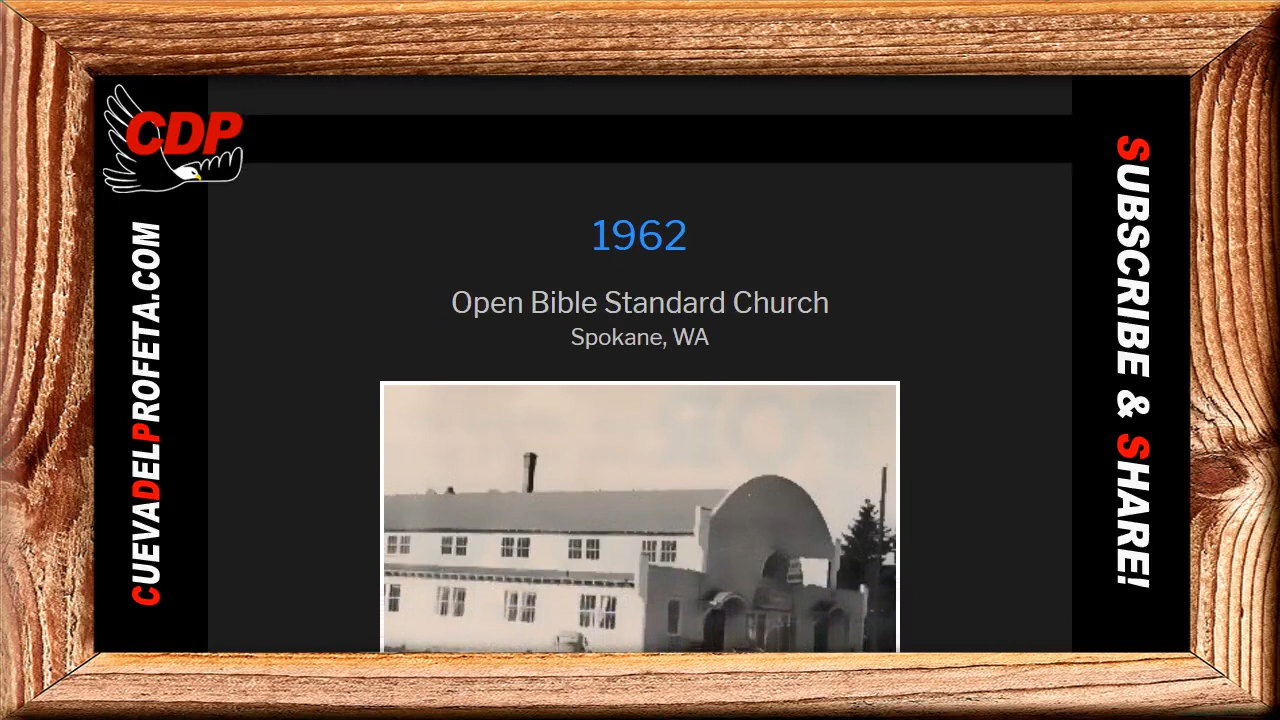 CDP
CUEVADELPROFETA.COM
1962
Open Bible Standard Church
Spokane, WA
SUBSCRIBE & SHARE!